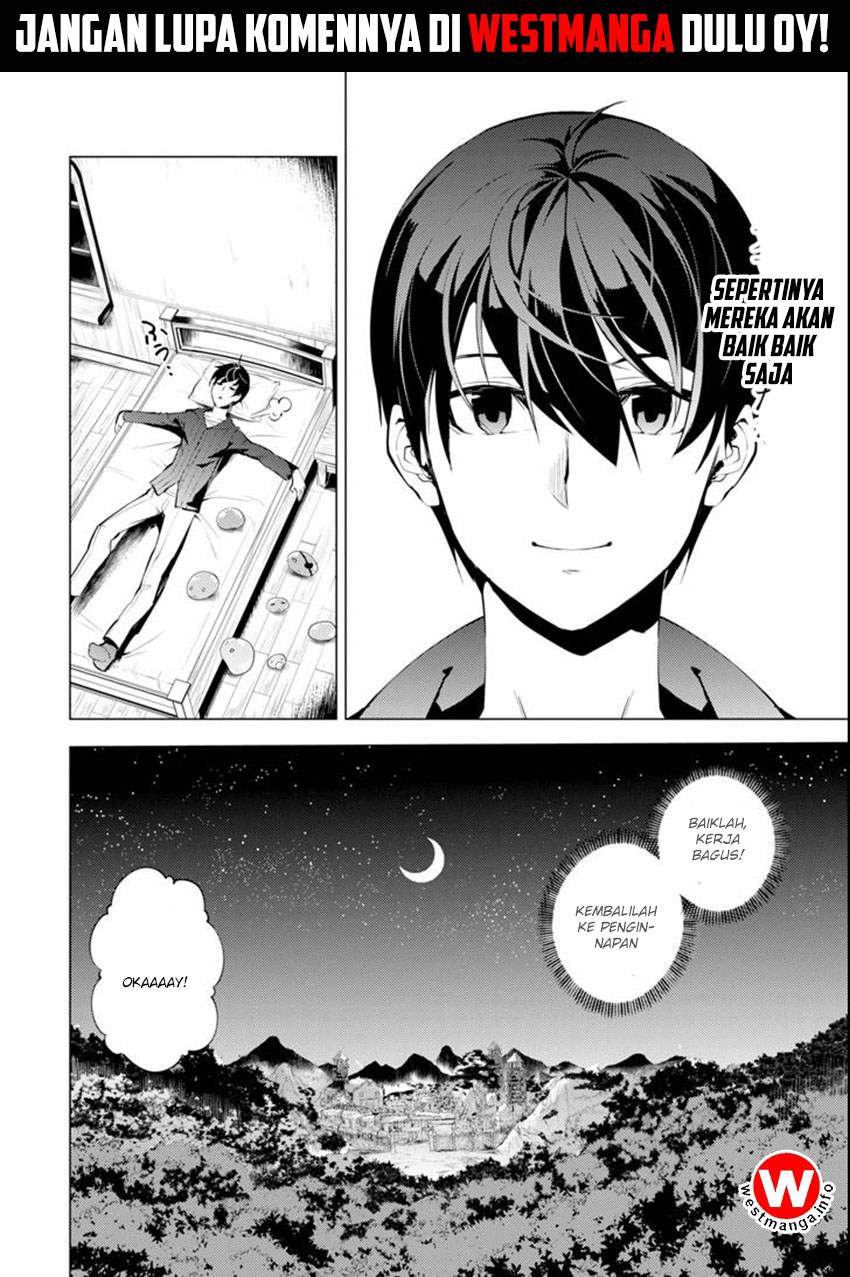 JANGAN LUPA KOMENNYA DI WESTMANGA DULU OY!
SEPERTINYA
MEREKA AKAN
BAIK BAIK
SAJA
BAIKLAH,
KERJA
BAGUS!
KEMBALILAH
KE PENGIN-
NAPAN
OKAAAAY!
W
westmanga.info